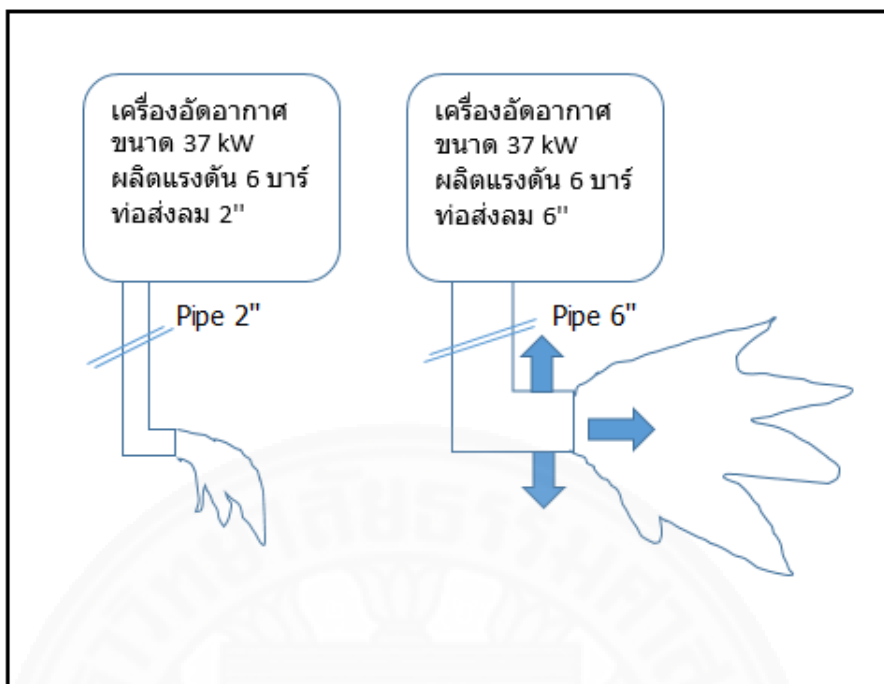 เครื่องอัดอากาศ
ขนาด 37 kW
ผลิตแรงดัน 6 บาร์
ท่อส่งลม 2"
เครื่องอัดอากาศ
ขนาด 37 kW
ผลิตแรงดัน 6 บาร์
ท่อส่งลม 6"
Pipe 2"
Pipe 6"